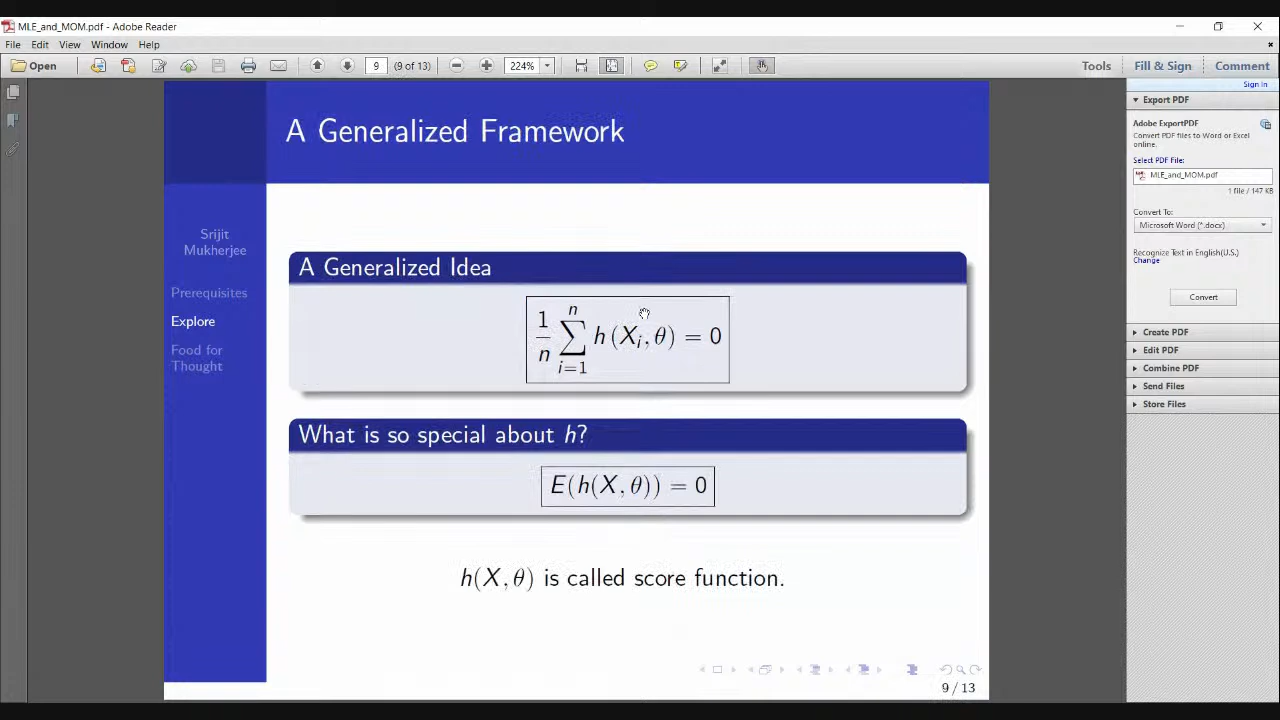 MLE_and_MOM.pdf - Adobe Reader
File Edit View Window Help
Open 9 (9 of 13) 224% Tools Fill & Sign Comment
Sign In
A Generalized Framework
Srijit
Mukherjee
Prerequisites
Explore
Food for
Thought
A Generalized Idea
1/n ∑_{i=1}^{n} h (X_i, θ) = 0
What is so special about h?
E(h(X, θ)) = 0
h(X, θ) is called score function.
9 / 13
Export PDF
Adobe ExportPDF
Convert PDF files to Word or Excel
online.
Select PDF File:
MLE_and_MOM.pdf
1 file / 147 KB
Convert To:
Microsoft Word (*.docx)
Recognize Text in English(U.S.)
Change
Convert
Create PDF
Edit PDF
Combine PDF
Send Files
Store Files